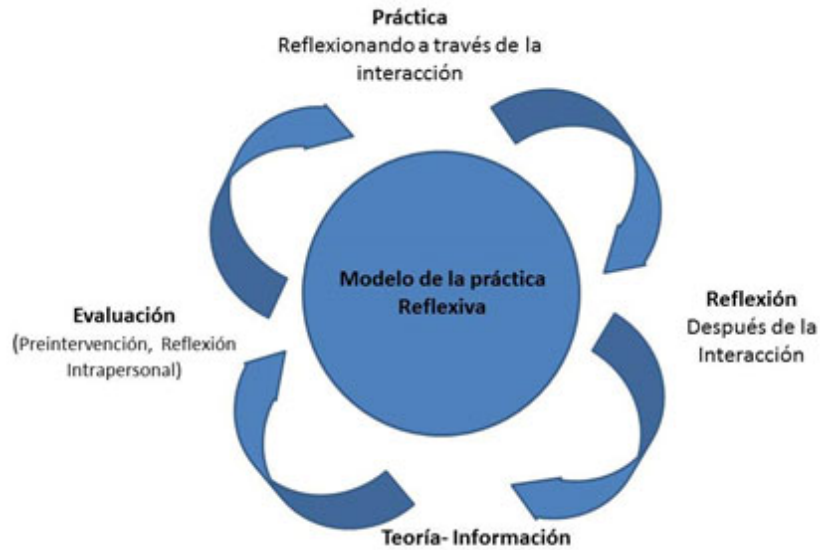 Práctica
Reflexionando a través de la
interacción
Modelo de la práctica
Reflexiva
Evaluación
(Preintervención, Reflexión
Intrapersonal)
Reflexión
Después de la
Interacción
Teoría- Información